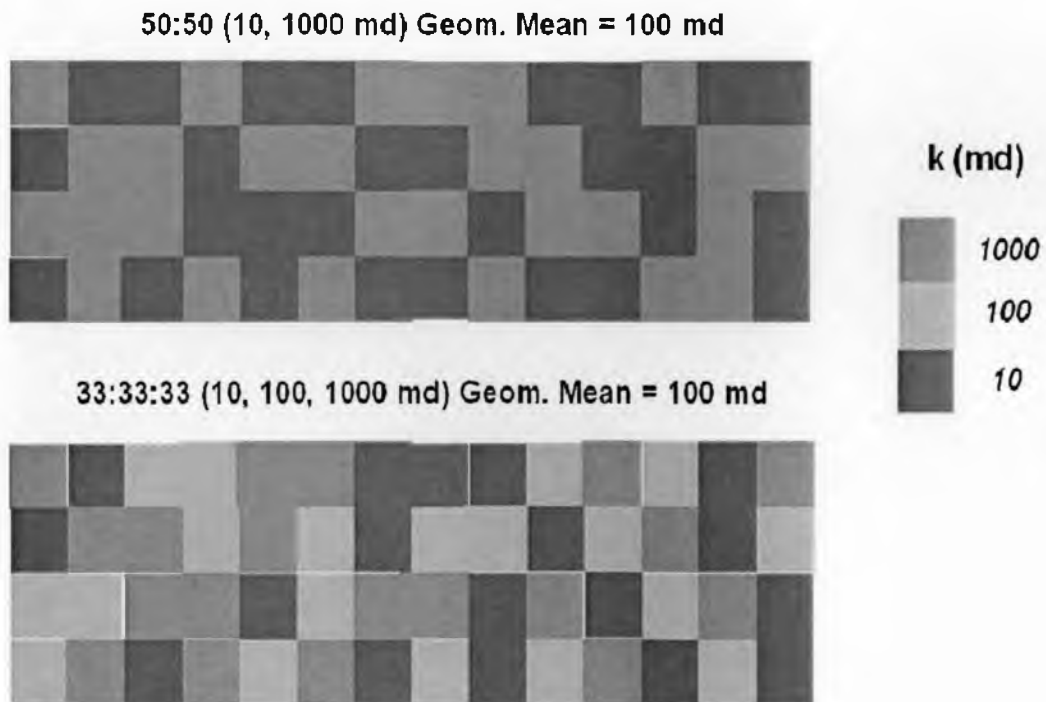 50:50 (10, 1000 md) Geom. Mean = 100 md
k (md)
1000
100
10
33:33:33 (10, 100, 1000 md) Geom. Mean = 100 md